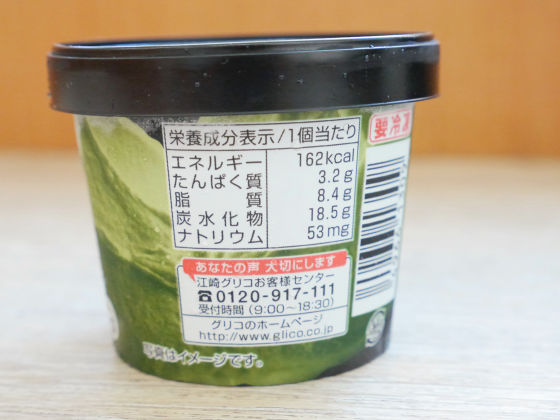 栄養成分表示/1個当たり
エネルギー 162kcal
たんぱく質 3.2g
脂質 8.4g
炭水化物 18.5g
ナトリウム 53mg
要冷凍
あなたの声 大切にします
江崎グリコお客様センター
☎0120-917-111
受付時間(9:00〜18:30)
グリコのホームページ
http://www.glico.co.jp
写真はイメージです。